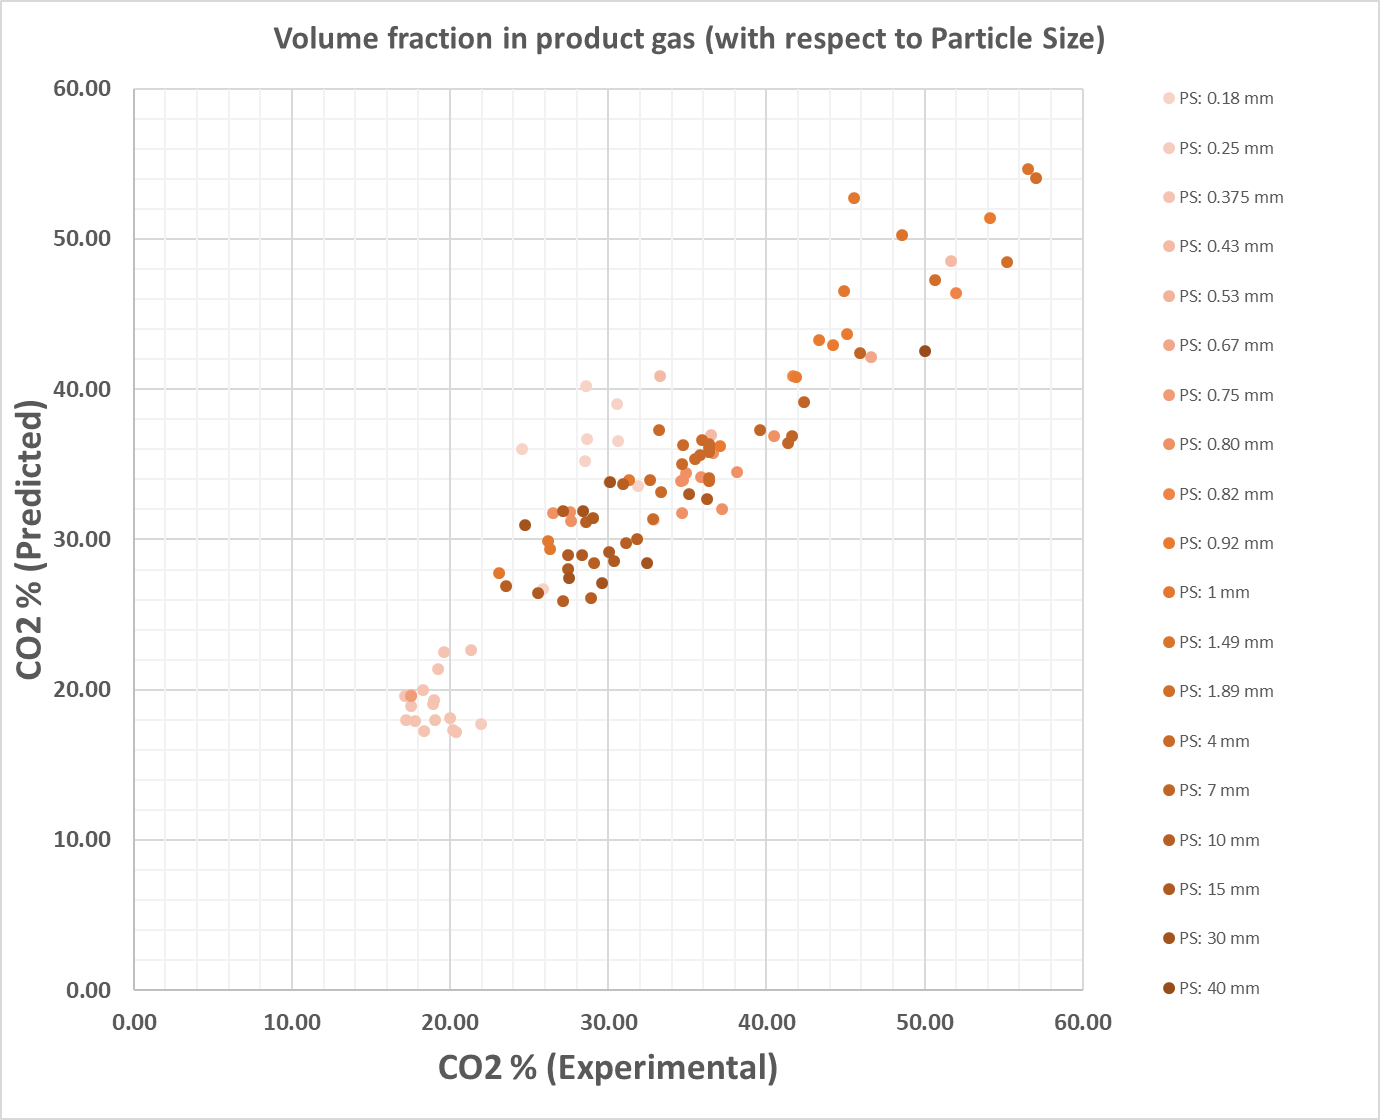 Volume fraction in product gas (with respect to Particle Size)
60.00
50.00
40.00
30.00
20.00
10.00
0.00
CO2 % (Predicted)
0.00 10.00 20.00 30.00 40.00 50.00 60.00
CO2 % (Experimental)
PS: 0.18 mm
PS: 0.25 mm
PS: 0.375 mm
PS: 0.43 mm
PS: 0.53 mm
PS: 0.67 mm
PS: 0.75 mm
PS: 0.80 mm
PS: 0.82 mm
PS: 0.92 mm
PS: 1 mm
PS: 1.49 mm
PS: 1.89 mm
PS: 4 mm
PS: 7 mm
PS: 10 mm
PS: 15 mm
PS: 30 mm
PS: 40 mm